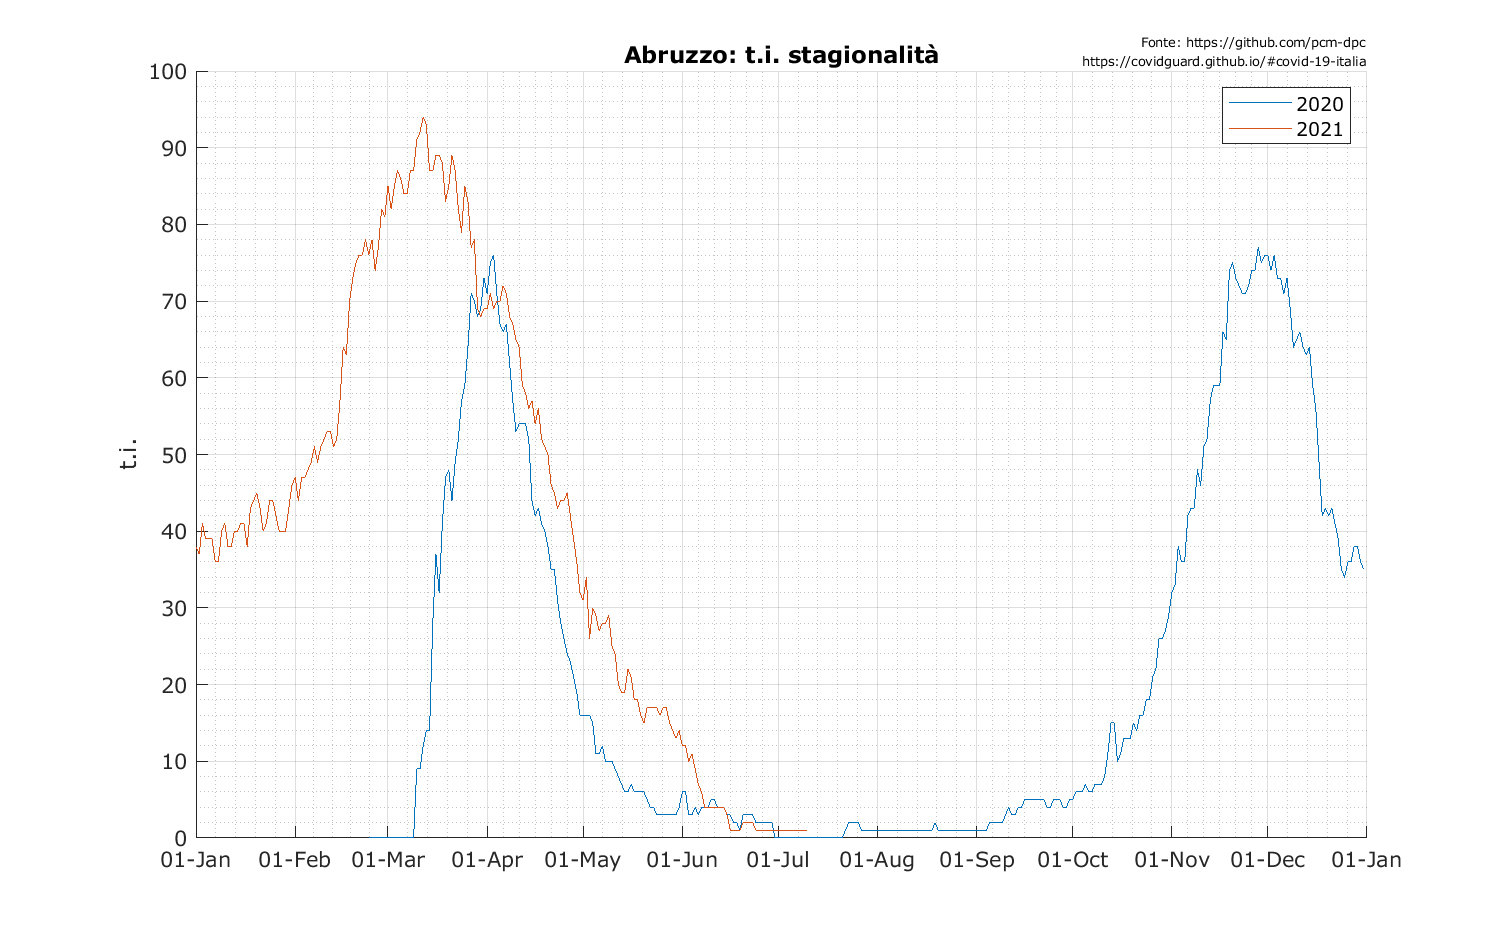 Abruzzo: t.i. stagionalità
Fonte: https://github.com/pcm-dpc
https://covidguard.github.io/#covid-19-italia
2020
2021
t.i.
100
90
80
70
60
50
40
30
20
10
0
01-Jan 01-Feb 01-Mar 01-Apr 01-May 01-Jun 01-Jul 01-Aug 01-Sep 01-Oct 01-Nov 01-Dec 01-Jan